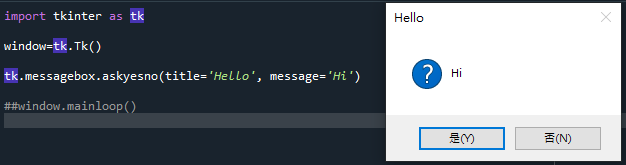 import tkinter as tk
window=tk.Tk()
tk.messagebox.askyesno(title='Hello', message='Hi')
##window.mainloop()
Hello
Hi
是(Y)
否(N)